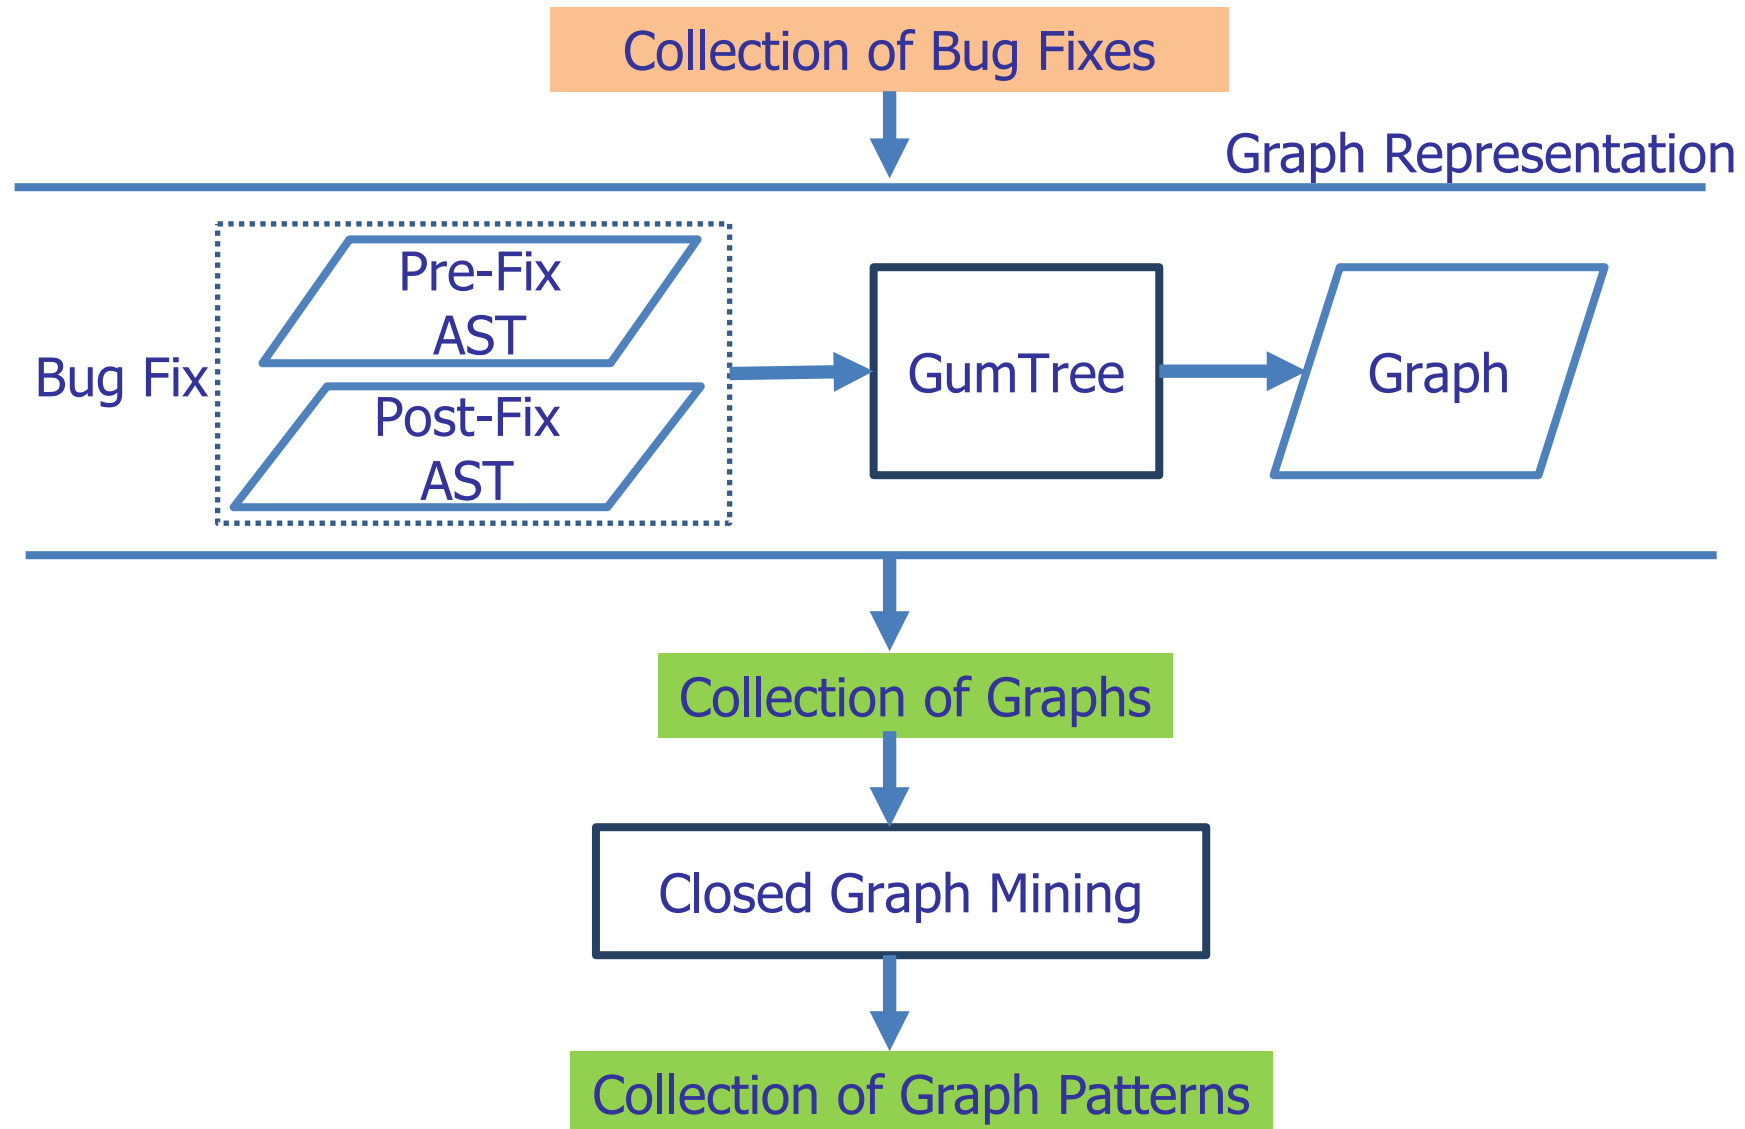 Collection of Bug Fixes
Graph Representation
Pre-Fix
AST
Bug Fix
Post-Fix
AST
GumTree
Graph
Collection of Graphs
Closed Graph Mining
Collection of Graph Patterns